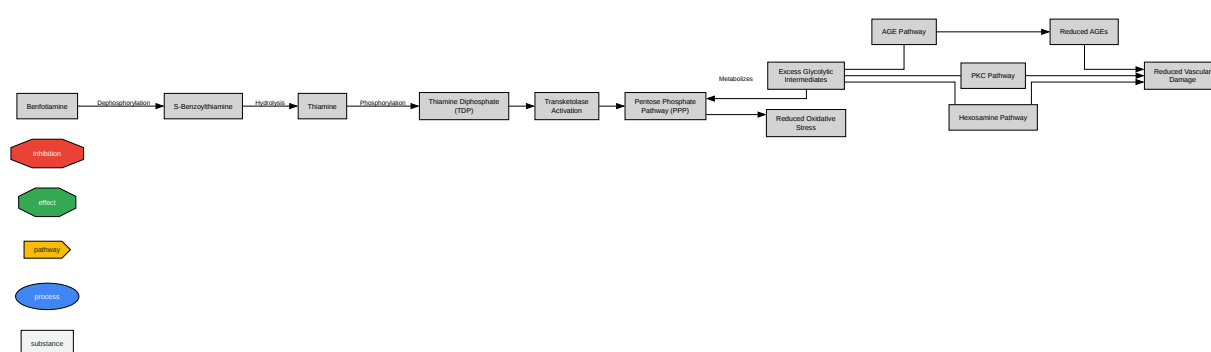 AGE Pathway
Reduced AGEs
Metabolizes
Excess Glycolytic
Intermediates
PKC Pathway
Reduced Vascular
Damage
Benfotiamine
Dephosphorylation
S-Benzoylthiamine
Hydrolysis
Thiamine
Phosphorylation
Thiamine Diphosphate
(TDP)
Transketolase
Activation
Pentose Phosphate
Pathway (PPP)
Reduced Oxidative
Stress
Hexosamine Pathway
inhibition
effect
pathway
process
substance